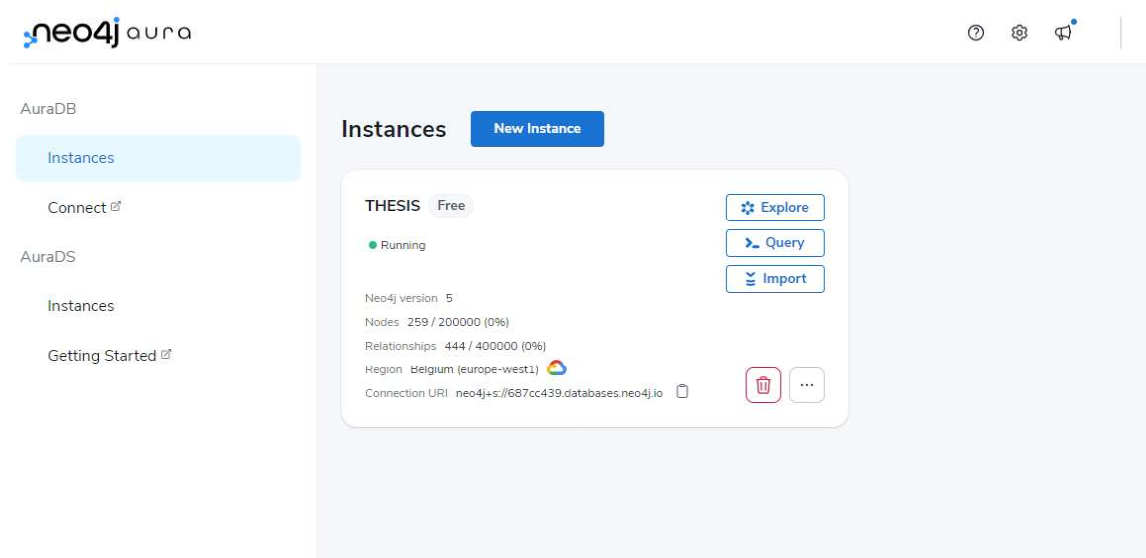 neo4j aura
AuraDB
Instances
Connect
AuraDS
Instances
Getting Started
Instances
New Instance
THESIS Free
Running
Explore
Query
Import
Neo4j version 5
Nodes 259 / 200000 (0%)
Relationships 444 / 400000 (0%)
Region Belgium (europe-west1)
Connection URI neo4j+s://687cc439.databases.neo4j.io